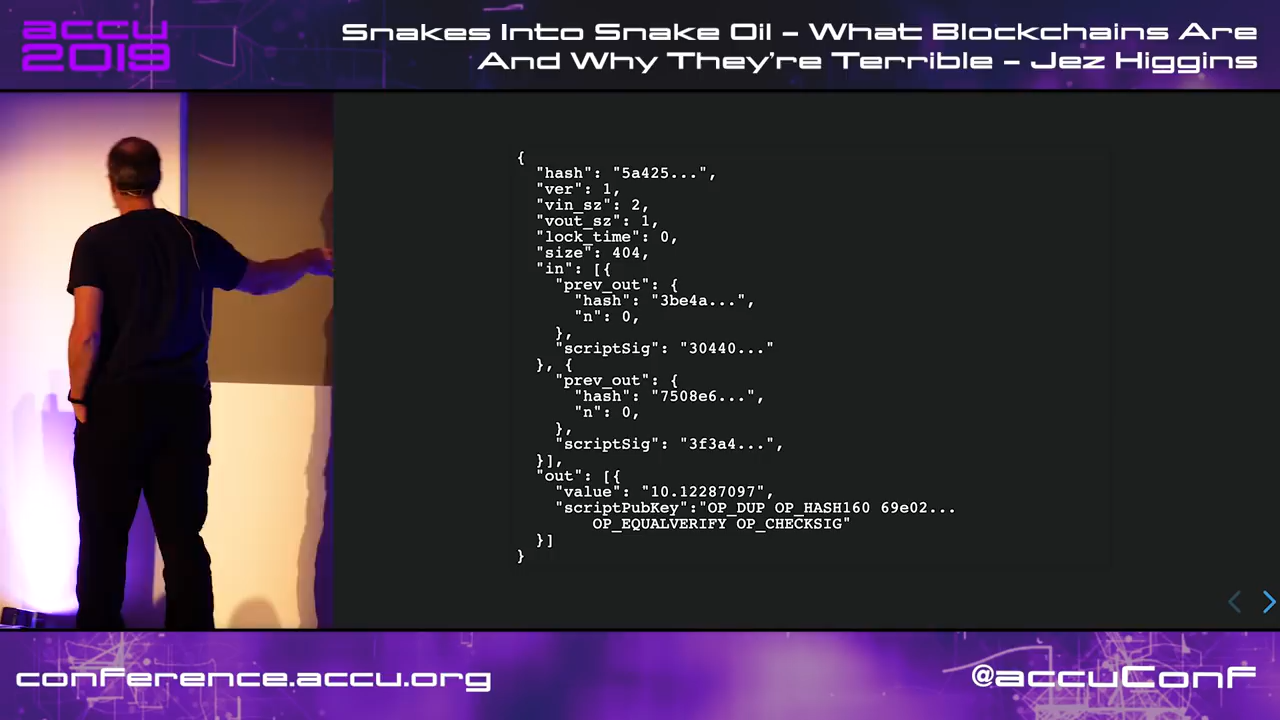 accu
2019
Snakes Into Snake Oil – What Blockchains Are
And Why They're Terrible – Jez Higgins
{
"hash": "5a425...",
"ver": 1,
"vin_sz": 2,
"vout_sz": 1,
"lock_time": 0,
"size": 404,
"in": [{
"prev_out": {
"hash": "3be4a...",
"n": 0,
},
"scriptSig": "30440..."
}, {
"prev_out": {
"hash": "7508e6...",
"n": 0,
},
"scriptSig": "3f3a4...",
}],
"out": [{
"value": "10.12287097",
"scriptPubKey":"OP_DUP OP_HASH160 69e02...
OP_EQUALVERIFY OP_CHECKSIG"
}]
}
conference.accu.org
@accuConf